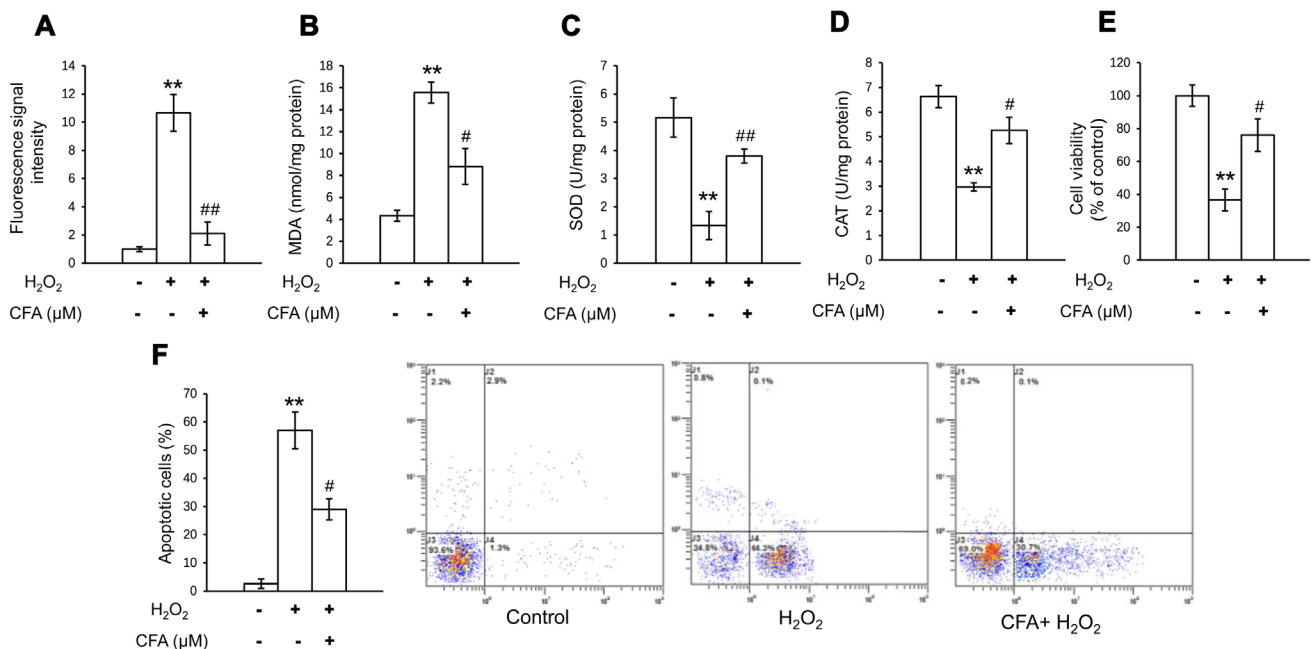 A
B
C
D
E
Fluorescence signal
intensity
14
12
10
8
6
4
2
0
**
##
H₂O₂ - + +
CFA (μM) - - +
MDA (nmol/mg protein)
18
16
14
12
10
8
6
4
2
0
**
#
H₂O₂ - + +
CFA (μM) - - +
SOD (U/mg protein)
7
6
5
4
3
2
1
0
**
##
H₂O₂ - + +
CFA (μM) - - +
CAT (U/mg protein)
8
7
6
5
4
3
2
1
0
**
#
H₂O₂ - + +
CFA (μM) - - +
Cell viability
(% of control)
120
100
80
60
40
20
0
**
#
H₂O₂ - + +
CFA (μM) - - +
F
Apoptotic cells (%)
70
60
50
40
30
20
10
0
**
#
H₂O₂ - + +
CFA (μM) - - +
J1
2.2%
J2
2.9%
J3
93.6%
J4
1.3%
Control
J1
0.8%
J2
0.1%
J3
34.8%
J4
64.3%
H₂O₂
J1
0.2%
J2
0.1%
J3
69.0%
J4
30.7%
CFA+ H₂O₂